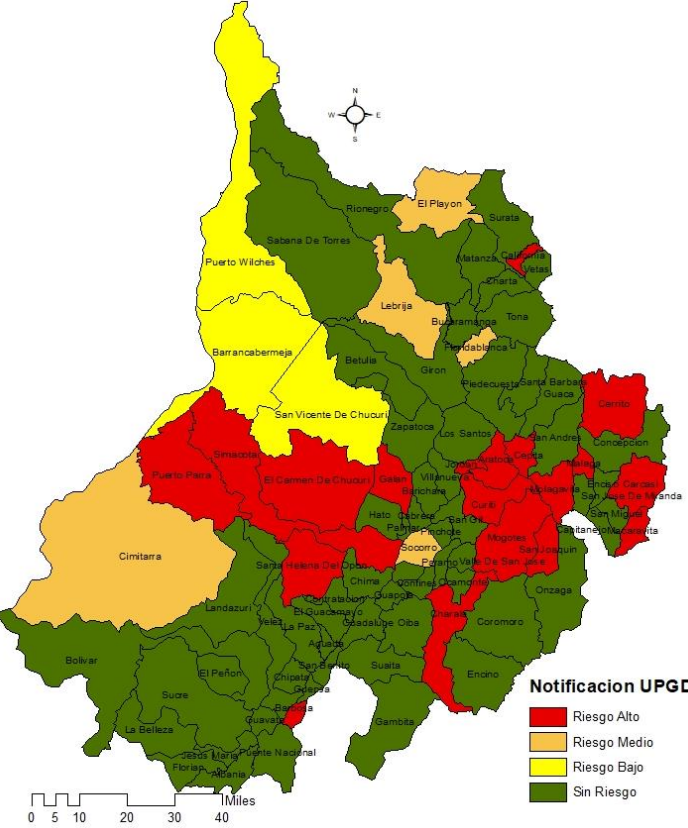 N
W E
S
El Playon
Rionegro
Surata
Sabana De Torres
California
Matanza
Vetas
Puerto Wilches
Charta
Lebrija
Tona
Bucaramanga
Floridablanca
Barrancabermeja
Betulia
Giron
Piedecuesta
Santa Barbara
Guaca
Cerrito
San Vicente De Chucuri
Zapatoca
Los Santos
San Andres
Concepcion
Simacota
Aratoca
Cepita
Malaga
Puerto Parra
El Carmen De Chucuri
Galan
Jordan
Villanueva
Enciso
Carcasi
Barichara
Molagavita
San Jose De Miranda
Curiti
Hato
Cabrera
San Gil
San Miguel
Palmar
Pinchote
Capitanejo
Macaravita
Mogotes
Socorro
San Joaquin
Cimitarra
Santa Helena Del Opon
Paramo
Valle De San Jose
Chima
Confines
Ocamonte
Onzaga
Contratacion
Guapota
Landazuri
El Guacamayo
Charala
Velez
La Paz
Guadalupe
Oiba
Coromoro
Aguada
Bolivar
San Benito
Suaita
El Peñon
Chipata
Encino
Guepsa
Sucre
Notificacion UPGD
Barbosa
Guavata
Gambita
Riesgo Alto
La Belleza
Riesgo Medio
Jesus Maria
Puente Nacional
Florian
Riesgo Bajo
Albania
Sin Riesgo
Miles
0 5 10 20 30 40